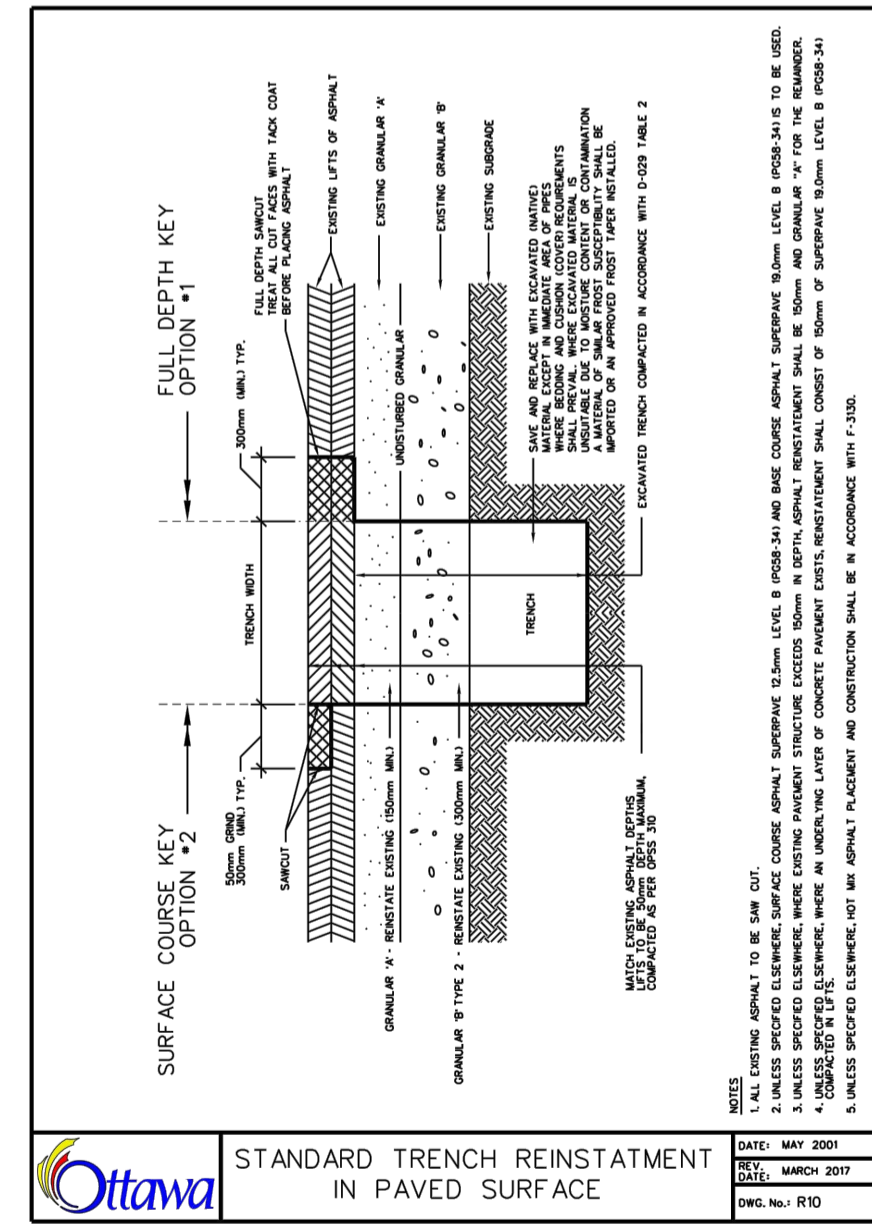 SURFACE COURSE KEY
OPTION #2
FULL DEPTH KEY
OPTION #1
50mm GRIND
300mm (MIN.) TYP.
TRENCH WIDTH
300mm (MIN.) TYP.
SAWCUT
FULL DEPTH SAWCUT
TREAT ALL CUT FACES WITH TACK COAT
BEFORE PLACING ASPHALT
EXISTING LIFTS OF ASPHALT
EXISTING GRANULAR 'A'
UNDISTURBED GRANULAR
EXISTING GRANULAR 'B'
EXISTING SUBGRADE
GRANULAR 'A' - REINSTATE EXISTING (150mm MIN.)
GRANULAR 'B' TYPE 2 - REINSTATE EXISTING (300mm MIN.)
TRENCH
SAVE AND REPLACE WITH EXCAVATED (NATIVE)
MATERIAL EXCEPT IN IMMEDIATE AREA OF PIPES
WHERE BEDDING AND CUSHION (COVER) REQUIREMENTS
SHALL PREVAIL. WHERE EXCAVATED MATERIAL IS
UNSUITABLE DUE TO MOISTURE CONTENT OR CONTAMINATION
A MATERIAL OF SIMILAR FROST SUSCEPTIBILITY SHALL BE
IMPORTED OR AN APPROVED FROST TAPER INSTALLED.
EXCAVATED TRENCH COMPACTED IN ACCORDANCE WITH D-029 TABLE 2
MATCH EXISTING ASPHALT DEPTHS
LIFTS TO BE 50mm DEPTH MAXIMUM,
COMPACTED AS PER OPSS 310
NOTES
1. ALL EXISTING ASPHALT TO BE SAW CUT.
2. UNLESS SPECIFIED ELSEWHERE, SURFACE COURSE ASPHALT SUPERPAVE 12.5mm LEVEL B (PG58-34) AND BASE COURSE ASPHALT SUPERPAVE 19.0mm LEVEL B (PG58-34) IS TO BE USED.
3. UNLESS SPECIFIED ELSEWHERE, WHERE EXISTING PAVEMENT STRUCTURE EXCEEDS 150mm IN DEPTH, ASPHALT REINSTATEMENT SHALL BE 150mm AND GRANULAR "A" FOR THE REMAINDER.
4. UNLESS SPECIFIED ELSEWHERE, WHERE AN UNDERLYING LAYER OF CONCRETE PAVEMENT EXISTS, REINSTATEMENT SHALL CONSIST OF 150mm OF SUPERPAVE 19.0mm LEVEL B (PG58-34)
COMPACTED IN LIFTS.
5. UNLESS SPECIFIED ELSEWHERE, HOT MIX ASPHALT PLACEMENT AND CONSTRUCTION SHALL BE IN ACCORDANCE WITH F-3130.
Ottawa
STANDARD TRENCH REINSTATMENT
IN PAVED SURFACE
DATE: MAY 2001
REV.
DATE: MARCH 2017
DWG. No.: R10